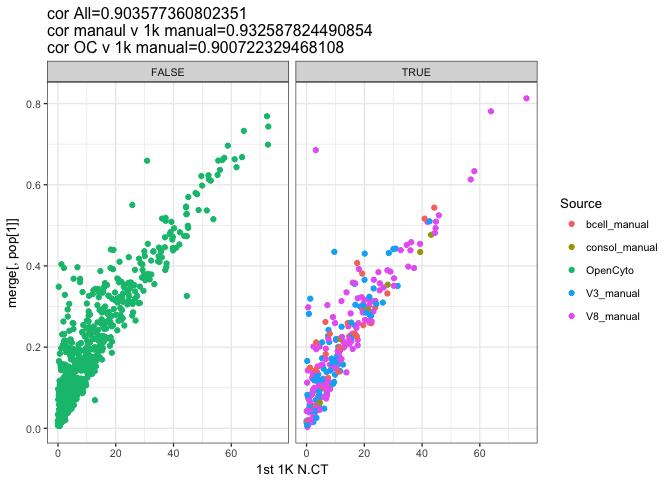 cor All=0.903577360802351
cor manaul v 1k manual=0.932587824490854
cor OC v 1k manual=0.900722329468108
FALSE
TRUE
merge[, pop[1]]
0.8
0.6
0.4
0.2
0.0
0
20
40
60
0
20
40
60
1st 1K N.CT
Source
bcell_manual
consol_manual
OpenCyto
V3_manual
V8_manual